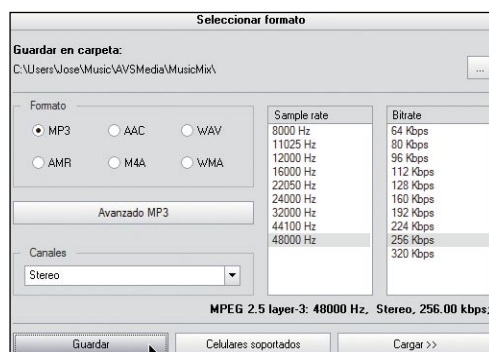 Seleccionar formato
Guardar en carpeta:
C:\Users\Jose\Music\AVSMedia\MusicMix\
...
Formato
MP3 AAC WAV
AMR M4A WMA
Avanzado MP3
Canales
Stereo
Sample rate
8000 Hz
11025 Hz
12000 Hz
16000 Hz
22050 Hz
24000 Hz
32000 Hz
44100 Hz
48000 Hz
Bitrate
64 Kbps
80 Kbps
96 Kbps
112 Kbps
128 Kbps
160 Kbps
192 Kbps
224 Kbps
256 Kbps
320 Kbps
MPEG 2.5 layer-3: 48000 Hz, Stereo, 256.00 kbps;
Guardar Celulares soportados Cargar >>